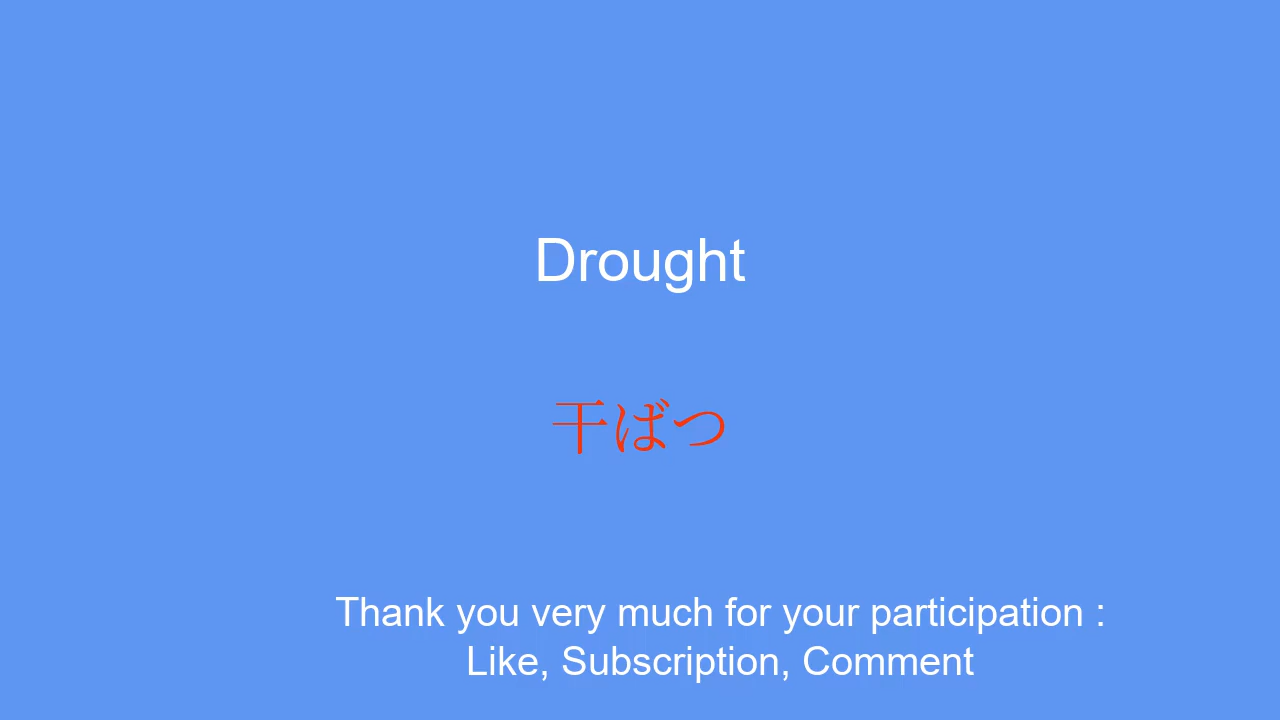 Drought
干ばつ
Thank you very much for your participation :
Like, Subscription, Comment